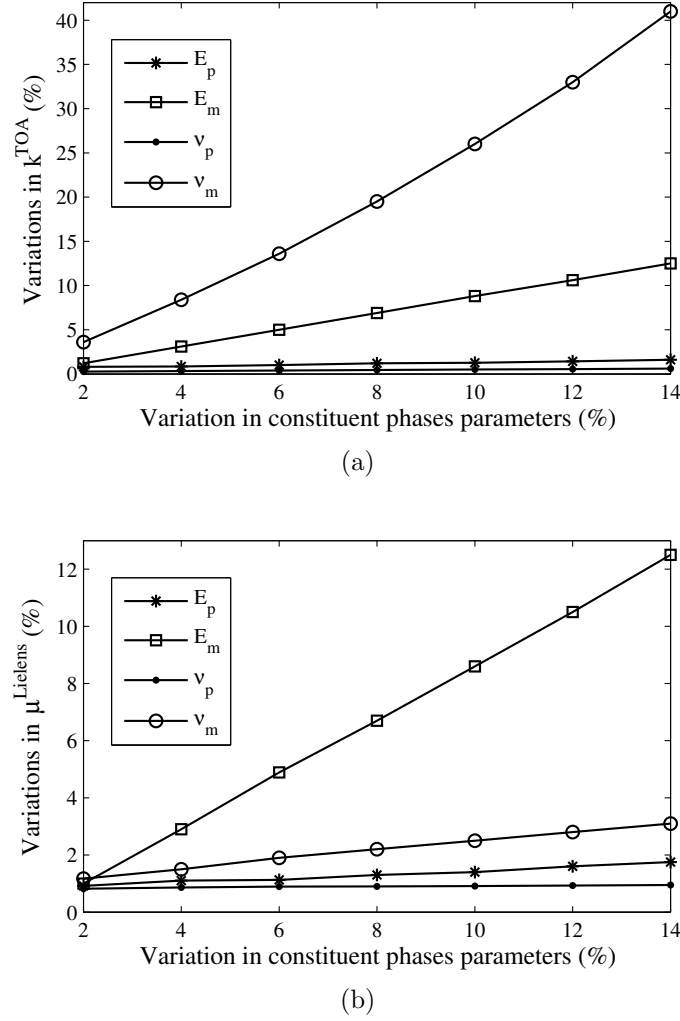 40
35
30
25
20
15
10
5
0
Variations in k^TOA (%)
E_p
E_m
ν_p
ν_m
2 4 6 8 10 12 14
Variation in constituent phases parameters (%)
(a)
12
10
8
6
4
2
0
Variations in μ^Lielens (%)
E_p
E_m
ν_p
ν_m
2 4 6 8 10 12 14
Variation in constituent phases parameters (%)
(b)